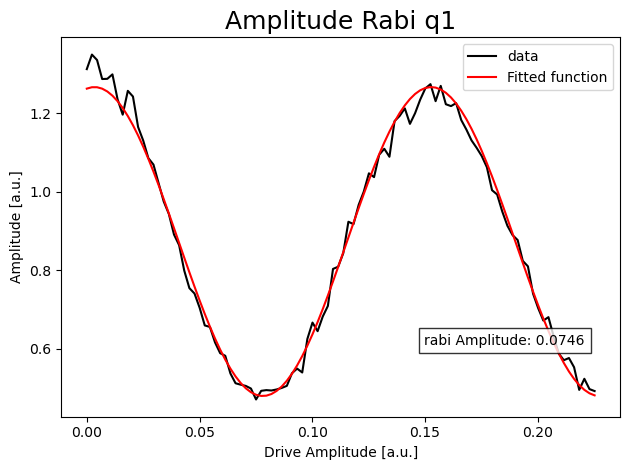 Amplitude Rabi q1
data
Fitted function
1.2
1.0
0.8
0.6
Amplitude [a.u.]
rabi Amplitude: 0.0746
0.00
0.05
0.10
0.15
0.20
Drive Amplitude [a.u.]